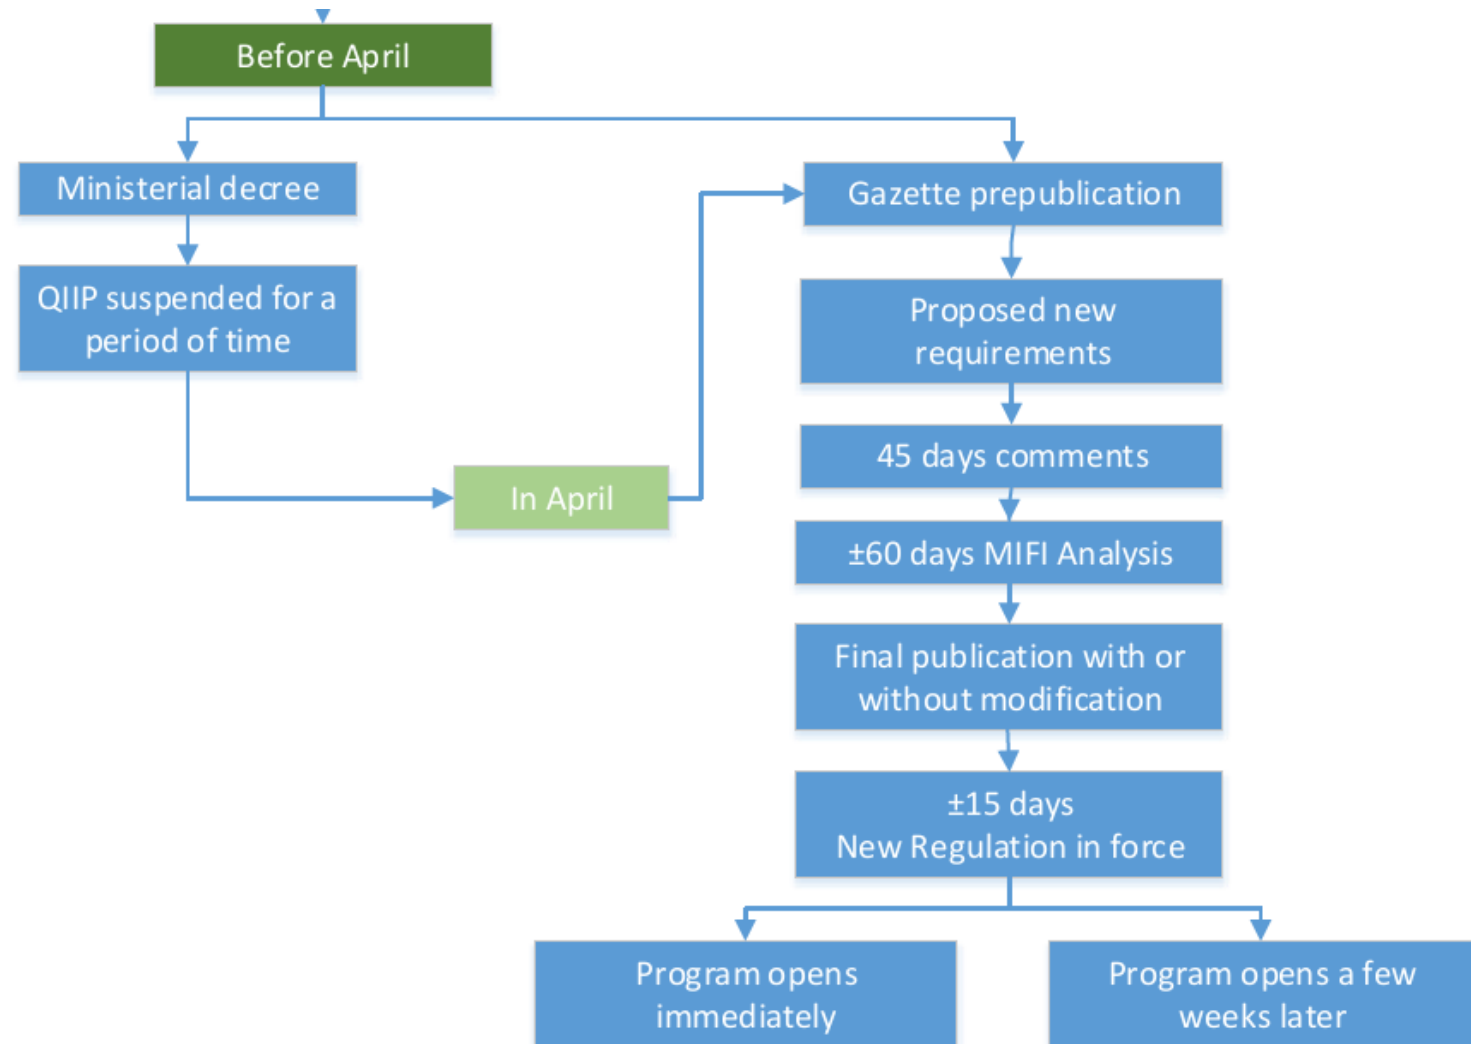 Before April
Ministerial decree
QIIP suspended for a
period of time
In April
Gazette prepublication
Proposed new
requirements
45 days comments
±60 days MIFI Analysis
Final publication with or
without modification
±15 days
New Regulation in force
Program opens
immediately
Program opens a few
weeks later